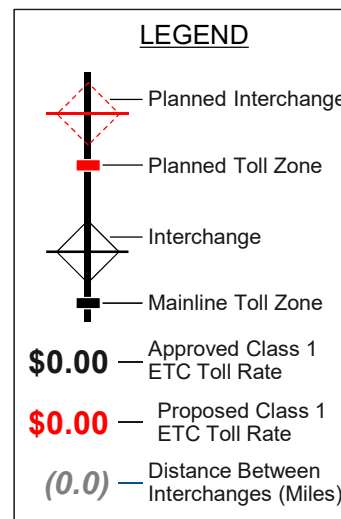 LEGEND
Planned Interchange
Planned Toll Zone
Interchange
Mainline Toll Zone
$0.00 Approved Class 1
ETC Toll Rate
$0.00 Proposed Class 1
ETC Toll Rate
(0.0) Distance Between
Interchanges (Miles)